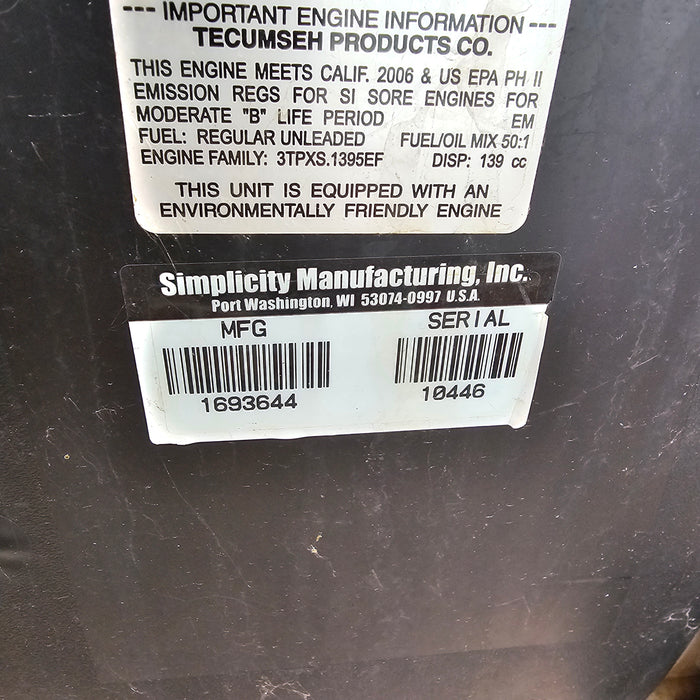 --- IMPORTANT ENGINE INFORMATION ---
TECUMSEH PRODUCTS CO.
THIS ENGINE MEETS CALIF. 2006 & US EPA PH II
EMISSION REGS FOR SI SORE ENGINES FOR
MODERATE "B" LIFE PERIOD EM
FUEL: REGULAR UNLEADED FUEL/OIL MIX 50:1
ENGINE FAMILY: 3TPXS.1395EF DISP: 139 cc
THIS UNIT IS EQUIPPED WITH AN
ENVIRONMENTALLY FRIENDLY ENGINE
Simplicity Manufacturing, Inc.
Port Washington, WI 53074-0997 U.S.A.
MFG SERIAL
1693644 10446